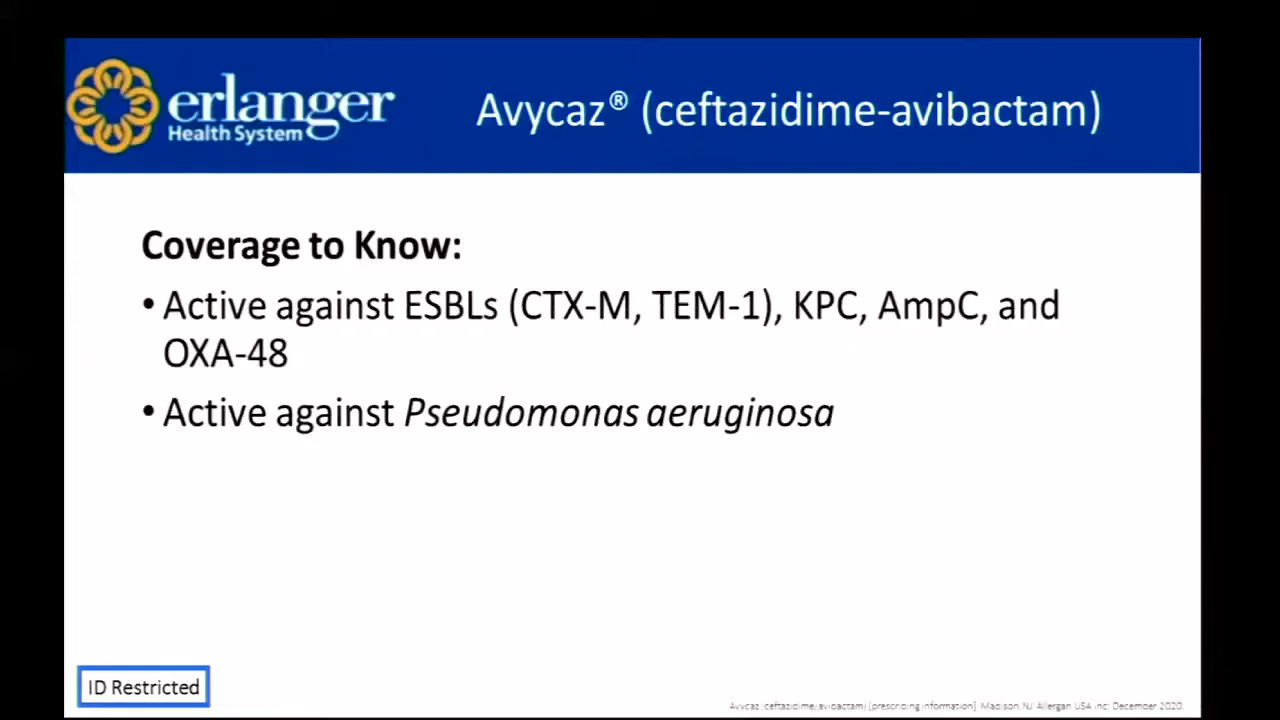 erlanger
Health System
Avycaz® (ceftazidime-avibactam)
Coverage to Know:
• Active against ESBLs (CTX-M, TEM-1), KPC, AmpC, and
OXA-48
• Active against Pseudomonas aeruginosa
ID Restricted
Avycaz (ceftazidime/avibactam) [prescribing information]. Madison, NJ: Allergan USA Inc; December 2020.